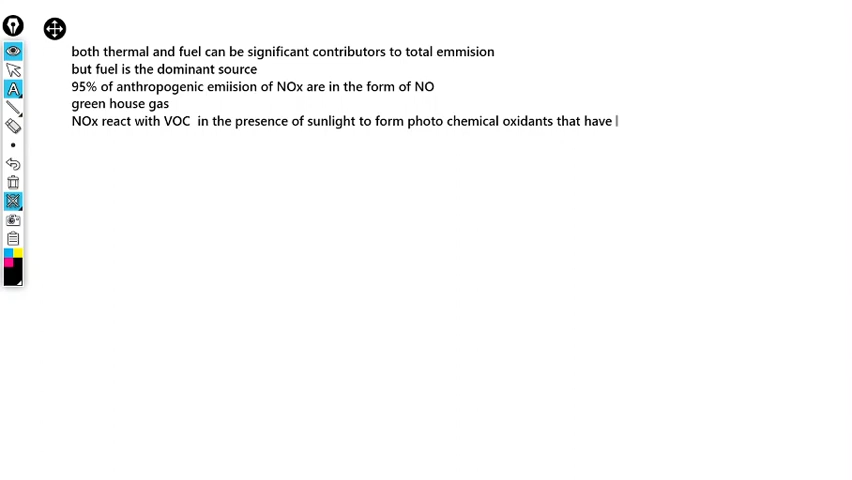 both thermal and fuel can be significant contributors to total emmision
but fuel is the dominant source
95% of anthropogenic emiision of NOx are in the form of NO
green house gas
NOx react with VOC  in the presence of sunlight to form photo chemical oxidants that have